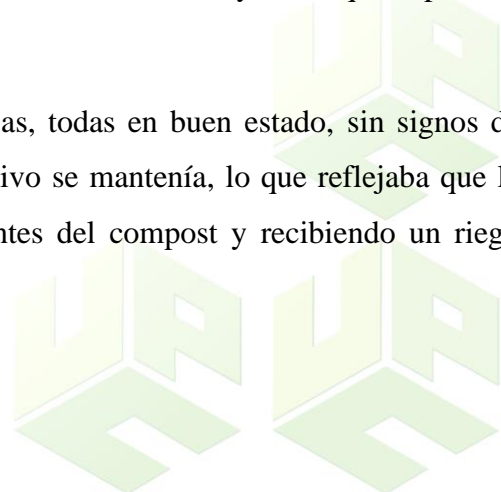 as, todas en buen estado, sin signos d
ivo se mantenía, lo que reflejaba que
ntes del compost y recibiendo un rieg